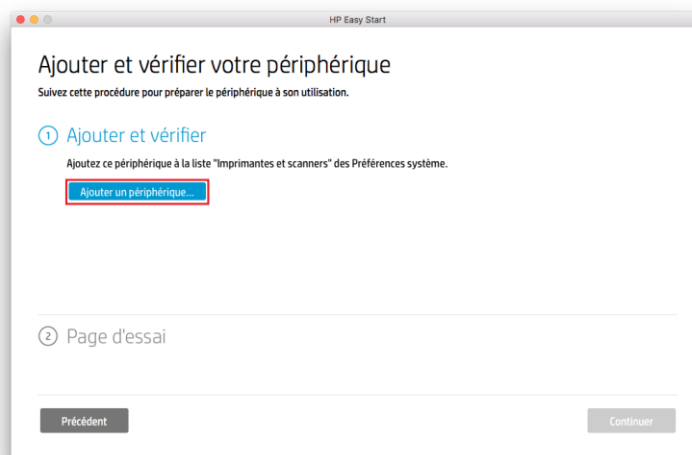 HP Easy Start
Ajouter et vérifier votre périphérique
Suivez cette procédure pour préparer le périphérique à son utilisation.
1 Ajouter et vérifier
Ajoutez ce périphérique à la liste "Imprimantes et scanners" des Préférences système.
Ajouter un périphérique...
2 Page d'essai
Précédent
Continuer